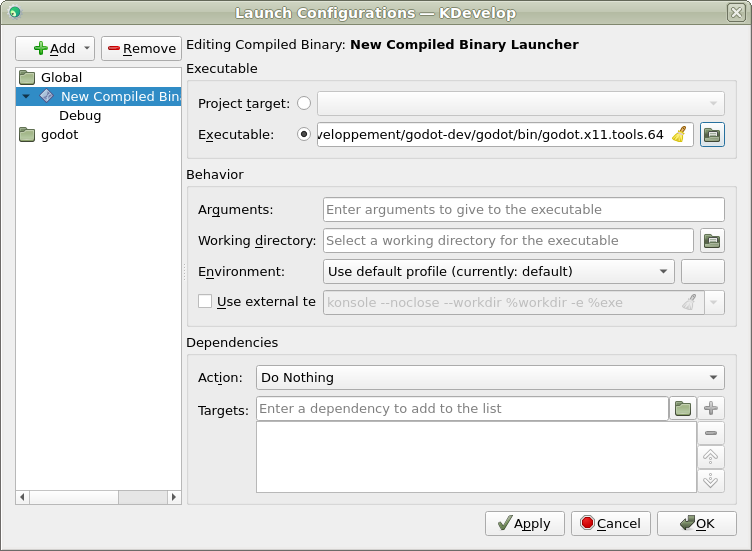 Launch Configurations — KDevelop
Add Remove
Editing Compiled Binary: New Compiled Binary Launcher
Global
New Compiled Bin
Debug
godot
Executable
Project target:
Executable: veloppement/godot-dev/godot/bin/godot.x11.tools.64
Behavior
Arguments: Enter arguments to give to the executable
Working directory: Select a working directory for the executable
Environment: Use default profile (currently: default)
Use external te konsole --noclose --workdir %workdir -e %exe
Dependencies
Action: Do Nothing
Targets: Enter a dependency to add to the list
Apply Cancel OK